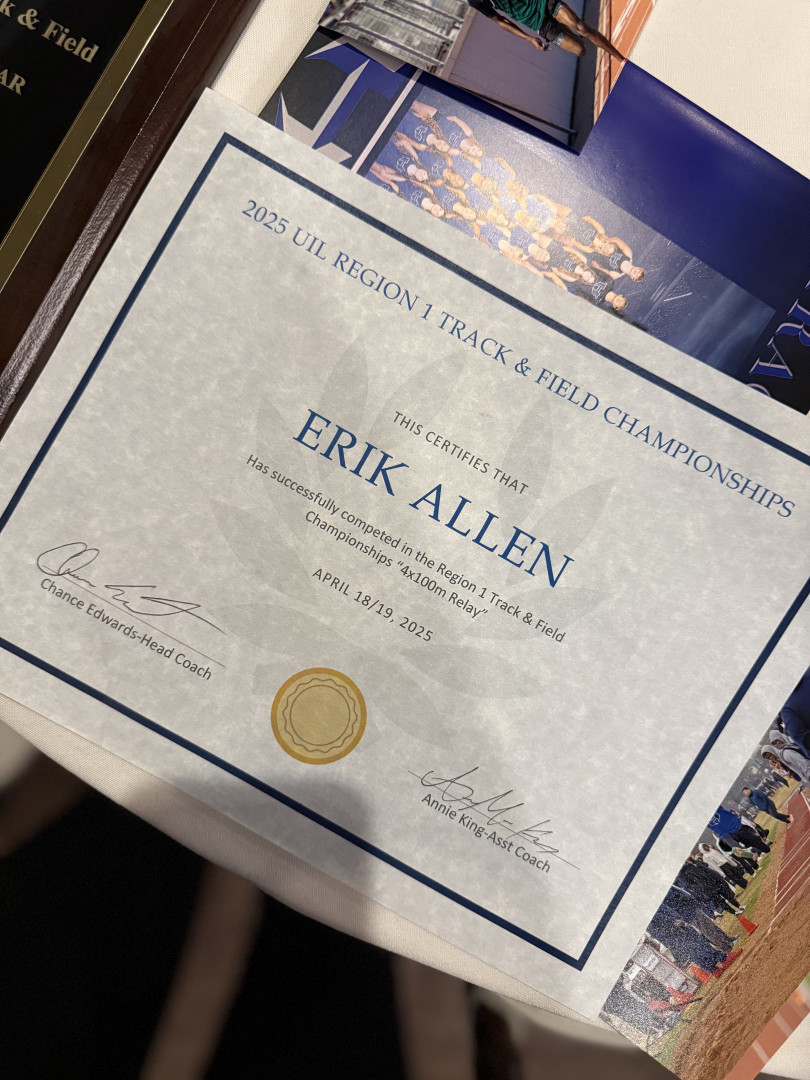 k & Field
AR
2025 UIL REGION 1 TRACK & FIELD CHAMPIONSHIPS
THIS CERTIFIES THAT
ERIK ALLEN
Has successfully competed in the Region 1 Track & Field
Championships "4x100m Relay"
APRIL 18/19, 2025
Chance Edwards-Head Coach
Annie King-Asst Coach
RA